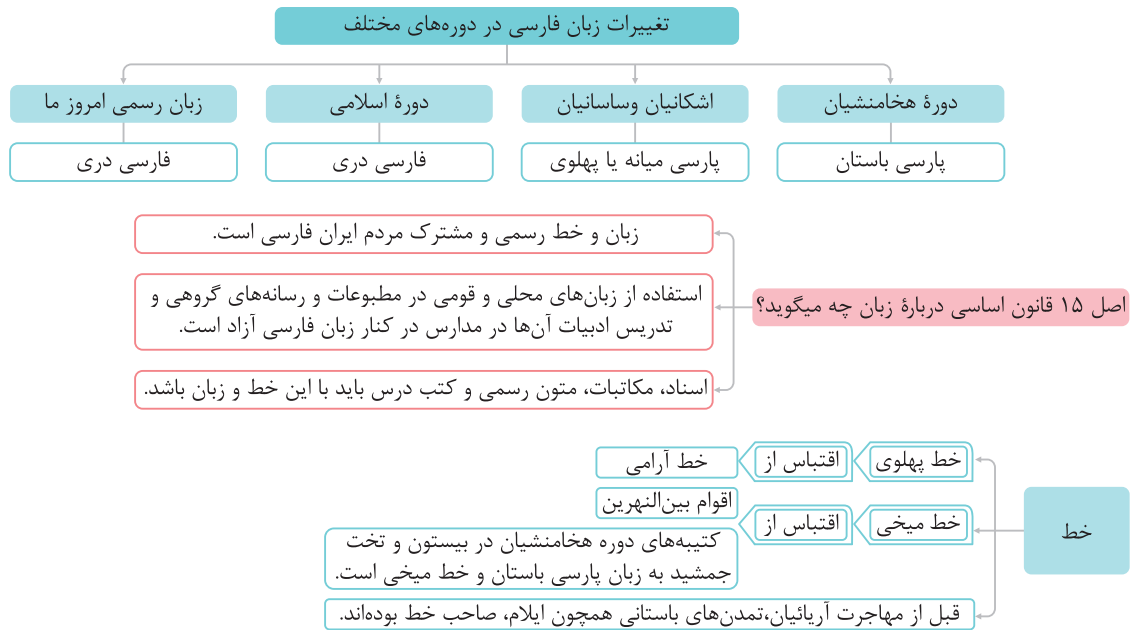 تغییرات زبان فارسی در دوره‌های مختلف
دورهٔ هخامنشیان
اشکانیان وساسانیان
دورهٔ اسلامی
زبان رسمی امروز ما
پارسی باستان
پارسی میانه یا پهلوی
فارسی دری
فارسی دری
اصل ۱۵ قانون اساسی دربارهٔ زبان چه میگوید؟
زبان و خط رسمی و مشترک مردم ایران فارسی است.
استفاده از زبان‌های محلی و قومی در مطبوعات و رسانه‌های گروهی و
تدریس ادبیات آن‌ها در مدارس در کنار زبان فارسی آزاد است.
اسناد، مکاتبات، متون رسمی و کتب درس باید با این خط و زبان باشد.
خط
خط پهلوی
اقتباس از
خط آرامی
خط میخی
اقتباس از
اقوام بین‌النهرین
کتیبه‌های دوره هخامنشیان در بیستون و تخت
جمشید به زبان پارسی باستان و خط میخی است.
قبل از مهاجرت آریائیان،تمدن‌های باستانی همچون ایلام، صاحب خط بوده‌اند.